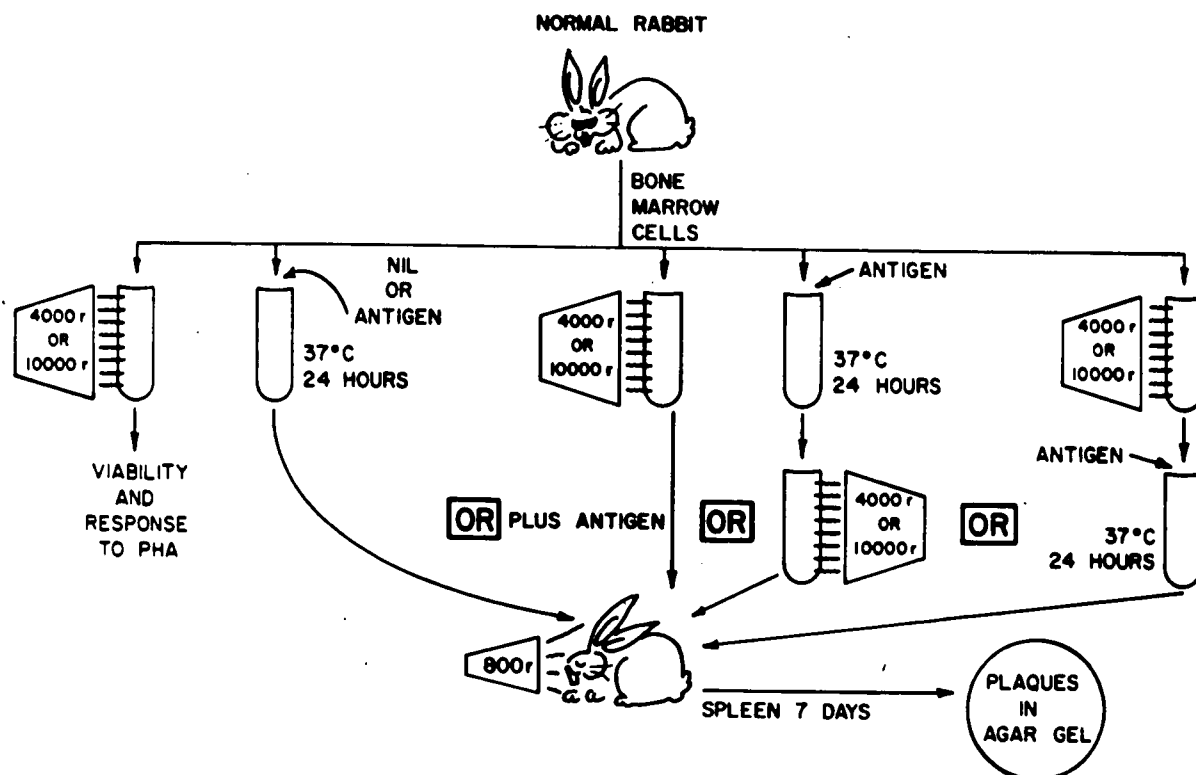 NORMAL RABBIT
BONE
MARROW
CELLS
4000 r
OR
10000 r
VIABILITY
AND
RESPONSE
TO PHA
NIL
OR
ANTIGEN
37°C
24 HOURS
4000 r
OR
10000 r
OR PLUS ANTIGEN
ANTIGEN
37°C
24 HOURS
OR
4000 r
OR
10000 r
OR
4000 r
OR
10000 r
ANTIGEN
37°C
24 HOURS
800 r
SPLEEN 7 DAYS
PLAQUES
IN
AGAR GEL